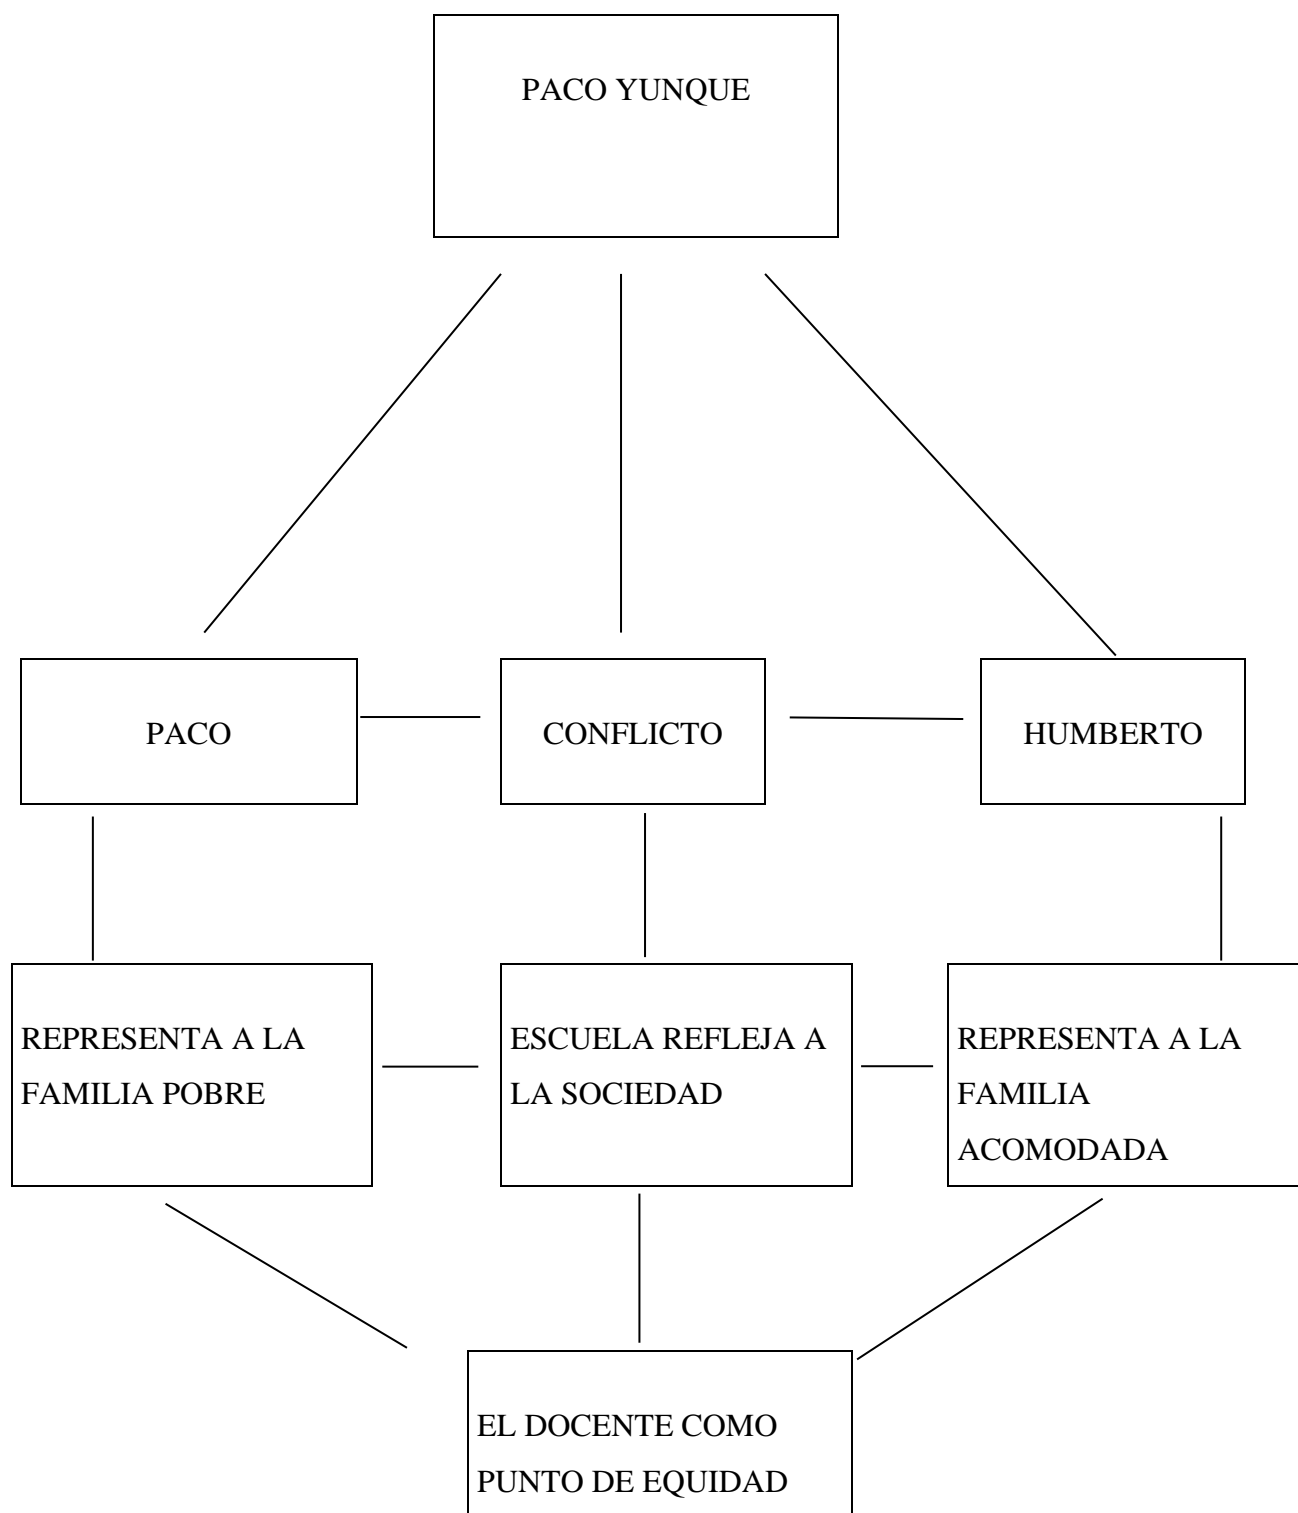 PACO YUNQUE
PACO
CONFLICTO
HUMBERTO
REPRESENTA A LA
FAMILIA POBRE
ESCUELA REFLEJA A
LA SOCIEDAD
REPRESENTA A LA
FAMILIA
ACOMODADA
EL DOCENTE COMO
PUNTO DE EQUIDAD